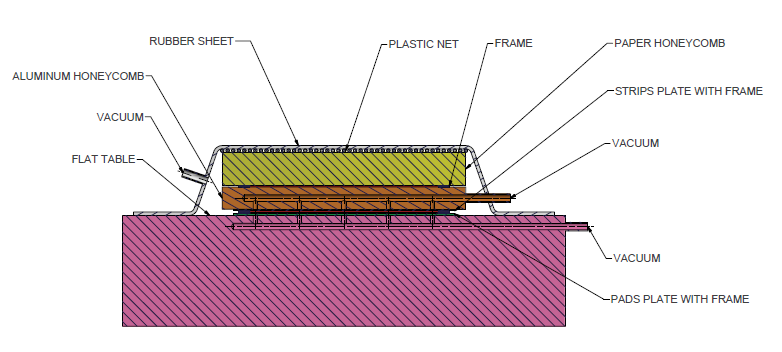 RUBBER SHEET
PLASTIC NET
FRAME
PAPER HONEYCOMB
ALUMINUM HONEYCOMB
STRIPS PLATE WITH FRAME
VACUUM
VACUUM
FLAT TABLE
VACUUM
PADS PLATE WITH FRAME